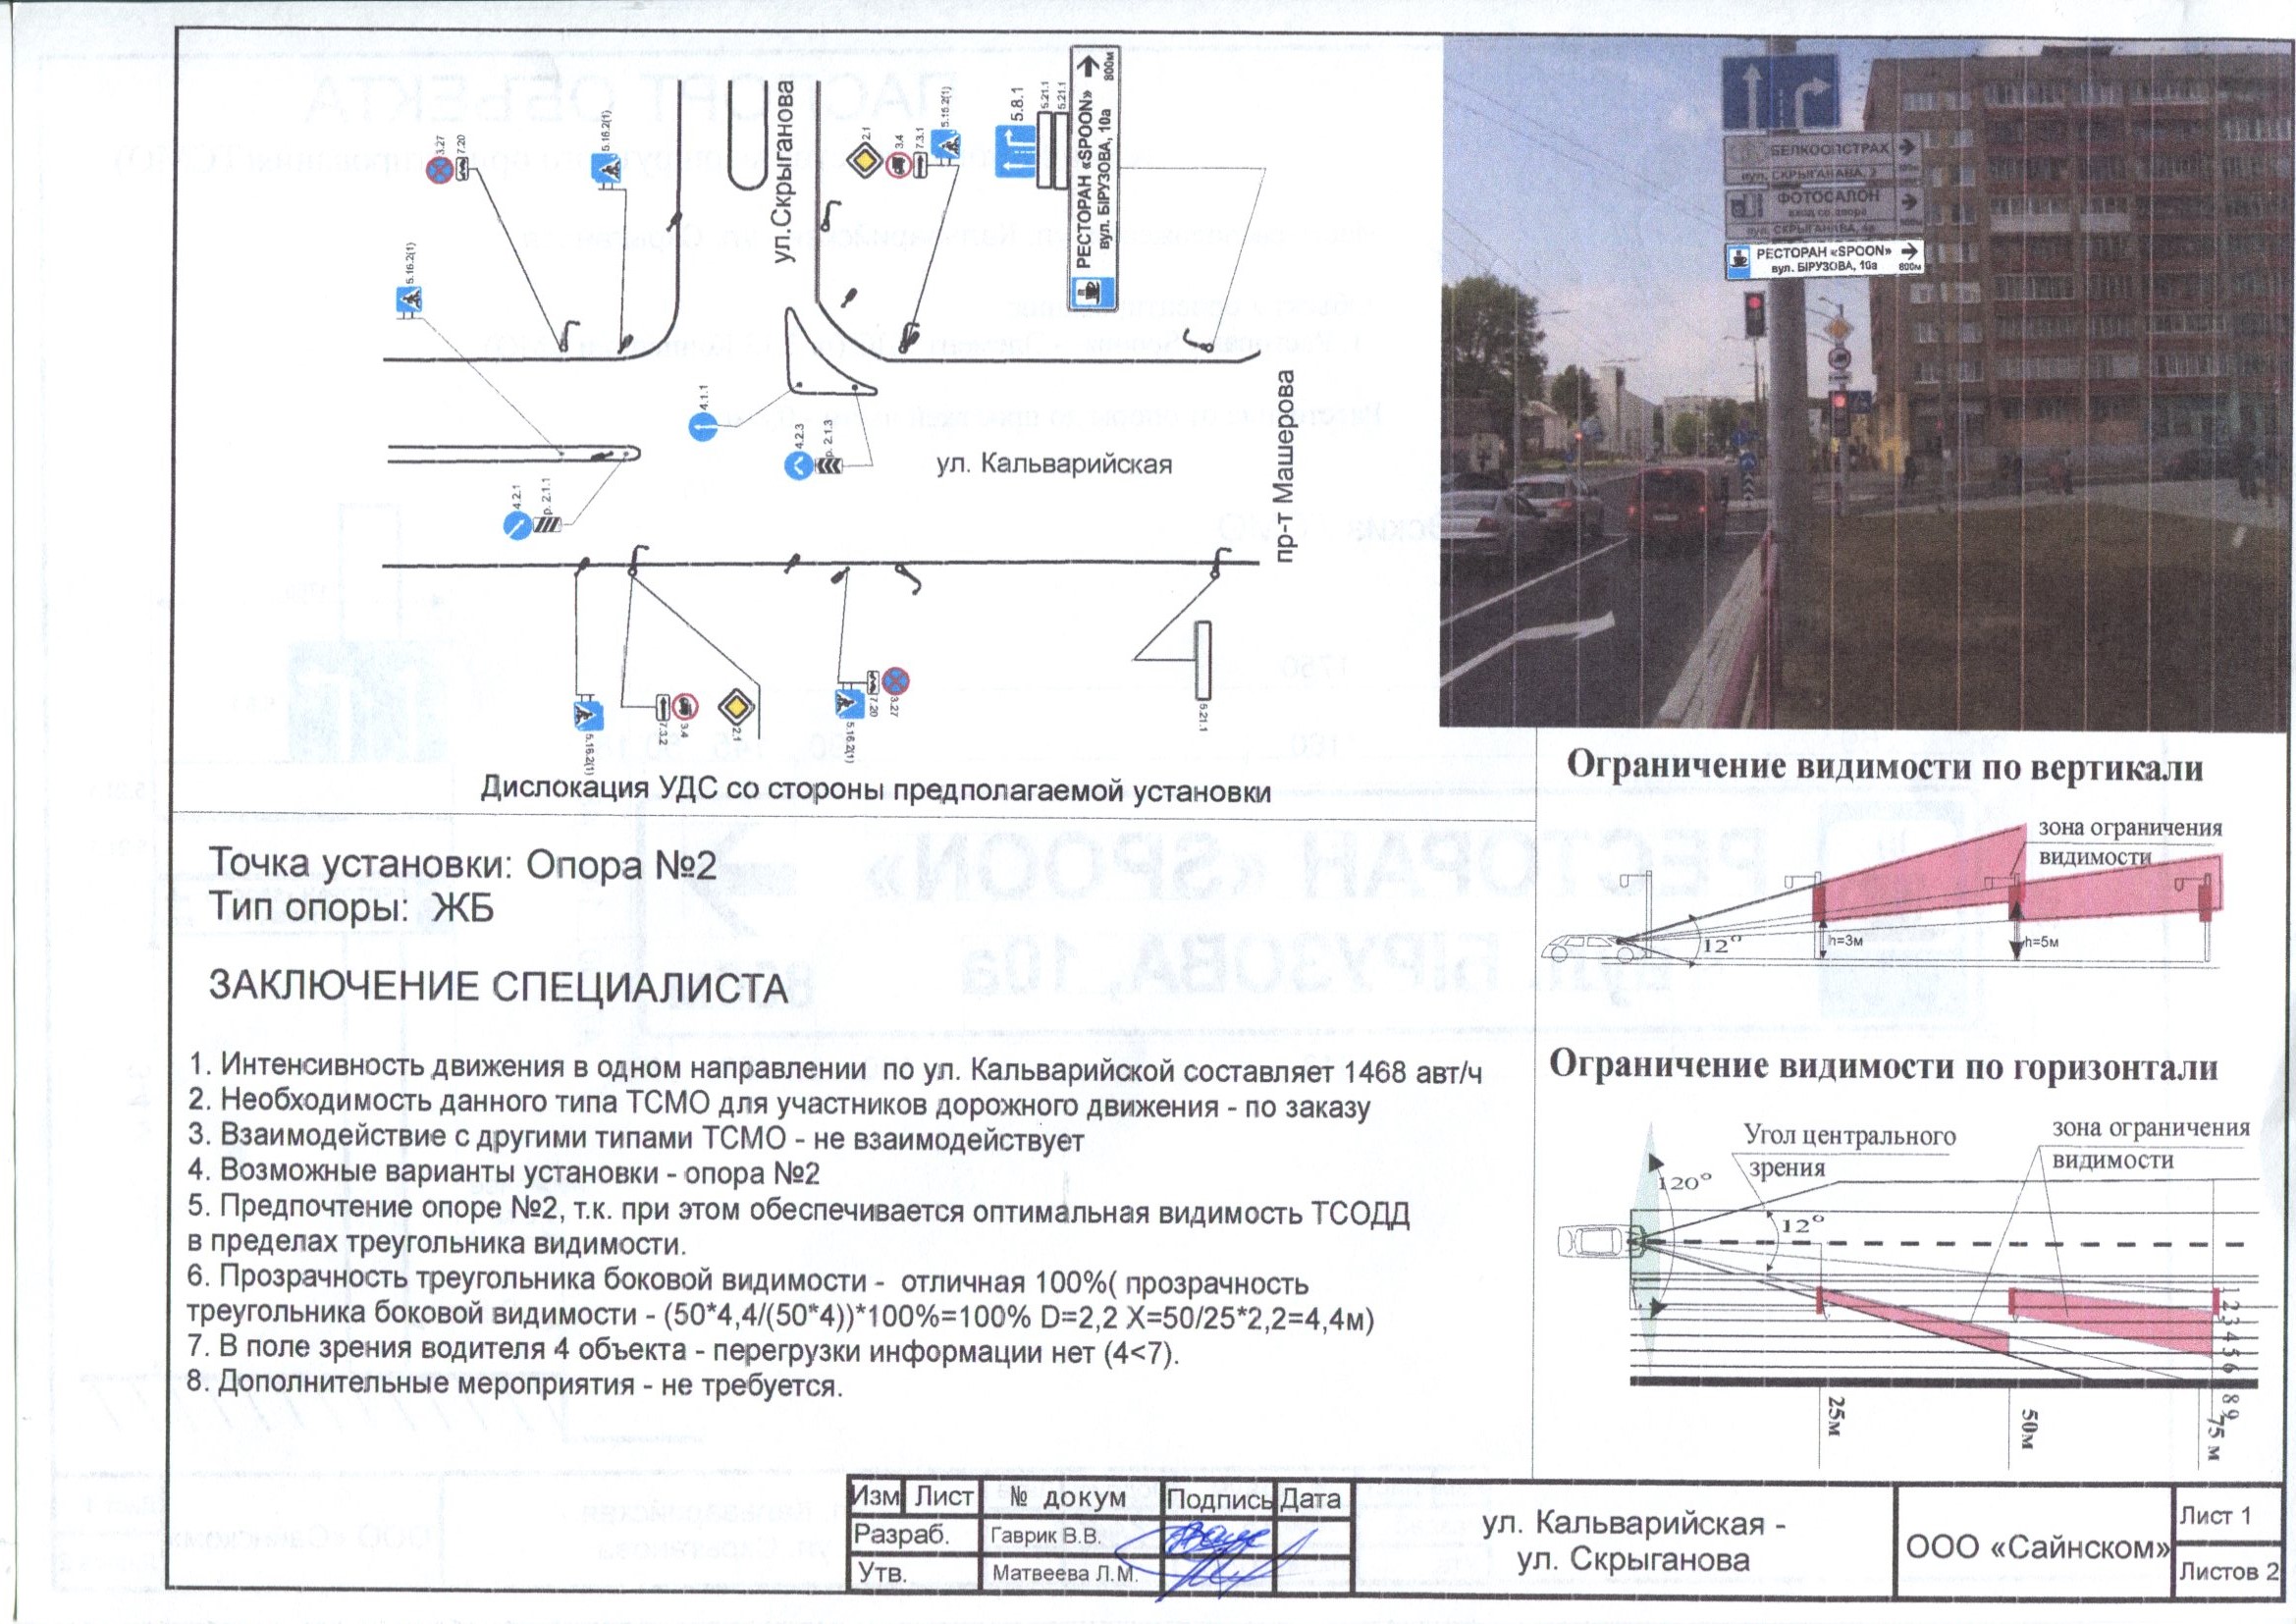 3.27
7.20
5.16.2(1)
5.16.2(1)
ул.Скрыганова
2.1
3.4
7.3.1
5.15.2(1)
5.8.1
5.21.1
5.21.1
РЕСТОРАН «SPOON»
вул. БІРУЗОВА, 10а
800м
4.1.1
4.2.3
р. 2.1.3
4.2.1
р. 2.1.1
ул. Кальварийская
пр-т Машерова
5.16.2(1)
7.3.2
3.4
2.1
5.16.2(1)
7.20
3.27
5.21.1
Дислокация УДС со стороны предполагаемой установки
БЕЛКООПСТРАХ
вул. СКРЫГАНАВА, 2
ФОТОСАЛОН
вход со двора
вул. СКРЫГАНАВА, 4а
РЕСТОРАН «SPOON»
вул. БІРУЗОВА, 10а
800м
Точка установки: Опора №2
Тип опоры: ЖБ
ЗАКЛЮЧЕНИЕ СПЕЦИАЛИСТА
1. Интенсивность движения в одном направлении по ул. Кальварийской составляет 1468 авт/ч
2. Необходимость данного типа ТСМО для участников дорожного движения - по заказу
3. Взаимодействие с другими типами ТСМО - не взаимодействует
4. Возможные варианты установки - опора №2
5. Предпочтение опоре №2, т.к. при этом обеспечивается оптимальная видимость ТСОДД
в пределах треугольника видимости.
6. Прозрачность треугольника боковой видимости - отличная 100%( прозрачность
треугольника боковой видимости - (50*4,4/(50*4))*100%=100% D=2,2 X=50/25*2,2=4,4м)
7. В поле зрения водителя 4 объекта - перегрузки информации нет (4<7).
8. Дополнительные мероприятия - не требуется.
Ограничение видимости по вертикали
зона ограничения
видимости
12°
h=3м
h=5м
Ограничение видимости по горизонтали
Угол центрального
зрения
зона ограничения
видимости
120°
12°
1 2 3 4 5 6
8 9
25м
50м
75 м
Изм Лист № докум Подпись Дата
Разраб. Гаврик В.В.
Утв. Матвеева Л.М.
ул. Кальварийская -
ул. Скрыганова
ООО «Сайнском»
Лист 1
Листов 2